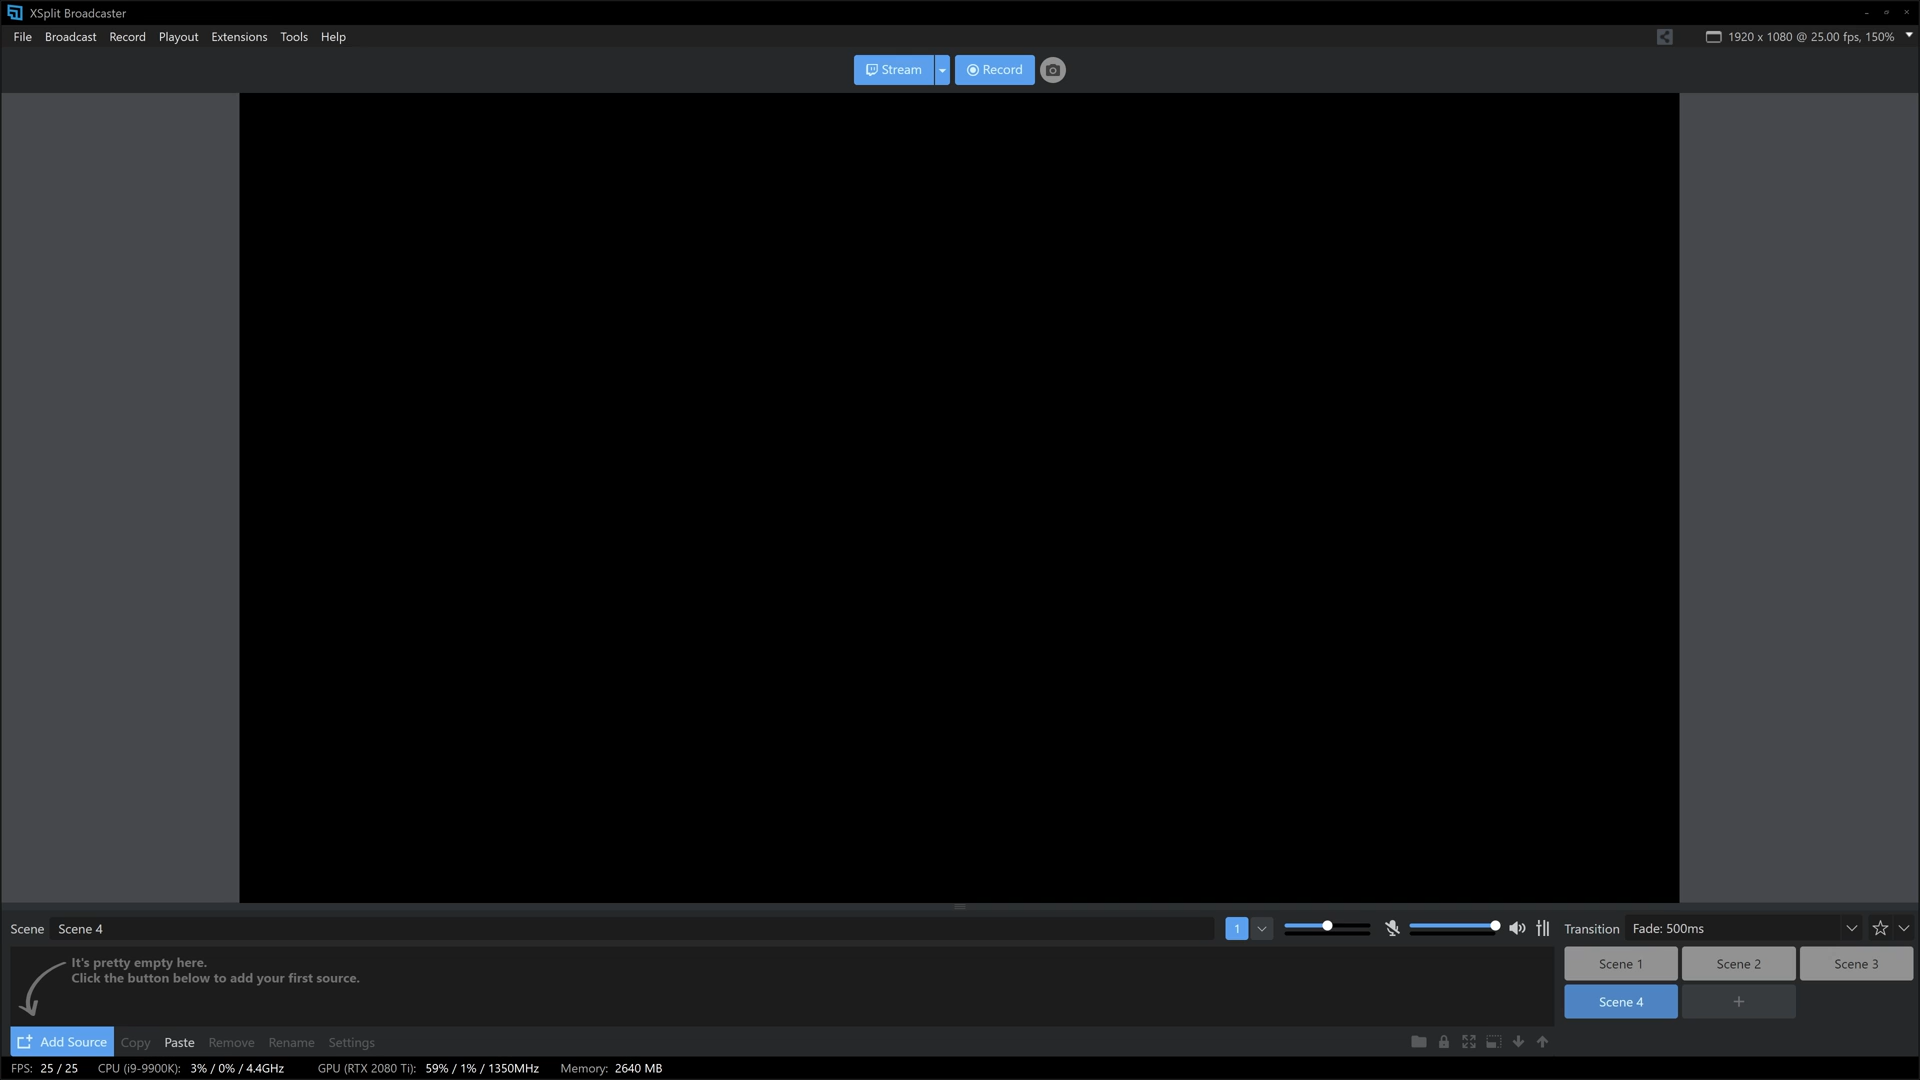 XSplit Broadcaster
File Broadcast Record Playout Extensions Tools Help
1920 x 1080 @ 25.00 fps, 150%
Stream Record
Scene Scene 4
1
Transition Fade: 500ms
It's pretty empty here.
Click the button below to add your first source.
Scene 1 Scene 2 Scene 3
Scene 4 +
Add Source Copy Paste Remove Rename Settings
FPS: 25 / 25 CPU (i9-9900K): 3% / 0% / 4.4GHz GPU (RTX 2080 Ti): 59% / 1% / 1350MHz Memory: 2640 MB